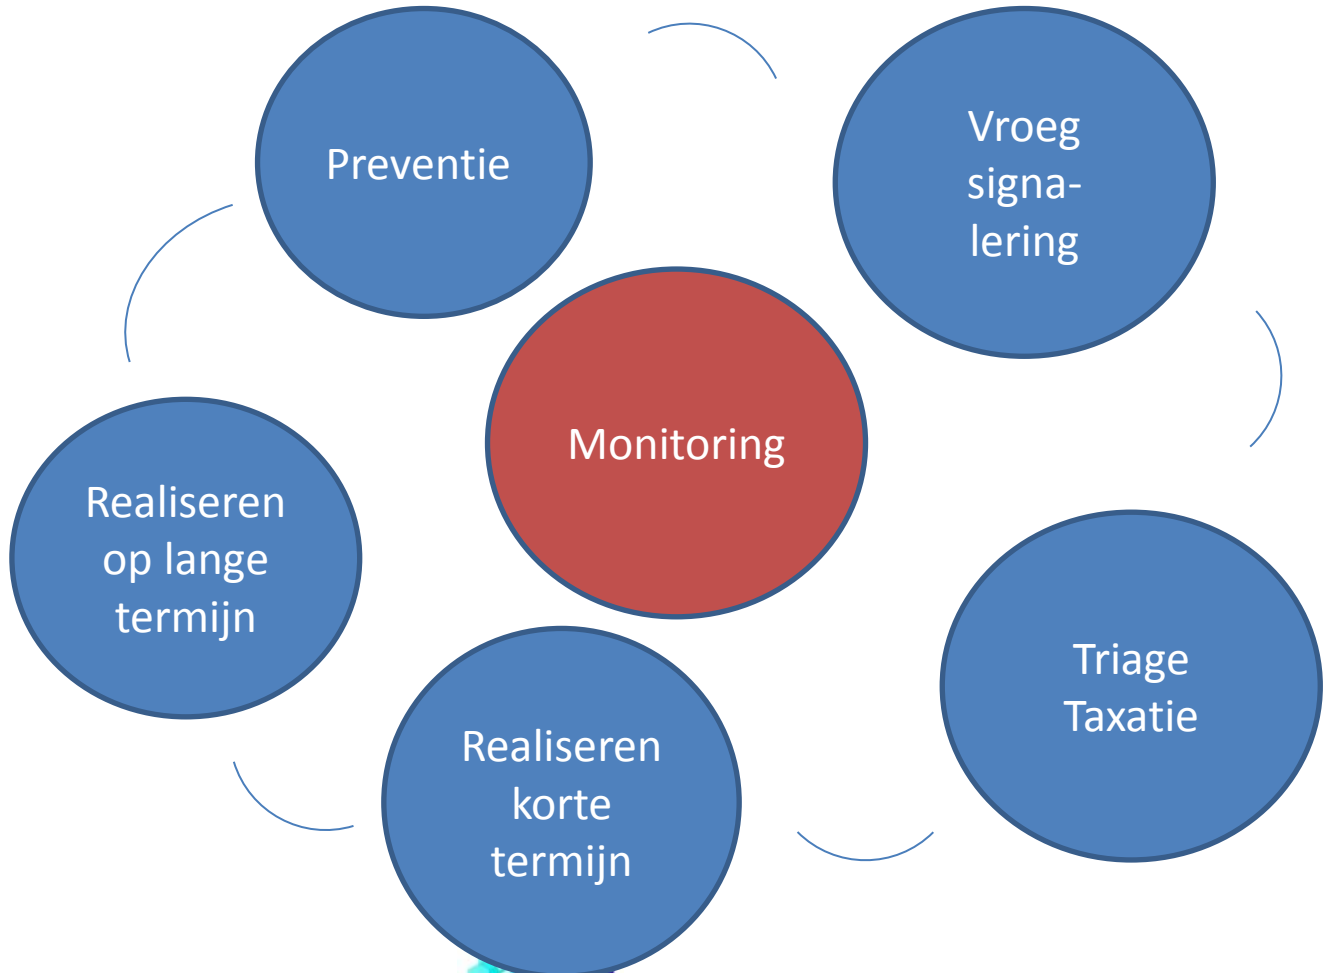 Preventie
Vroeg
signa-
lering
Monitoring
Realiseren
op lange
termijn
Triage
Taxatie
Realiseren
korte
termijn